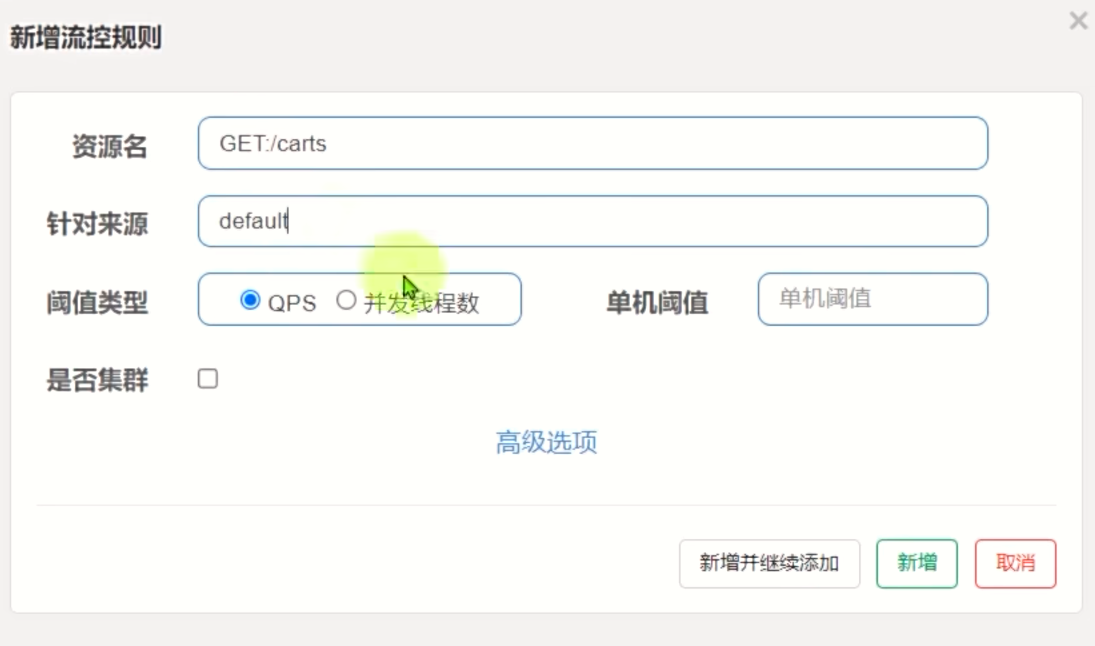 新增流控规则
×
资源名 GET:/carts
针对来源 default
阈值类型 QPS 并发线程数 单机阈值 单机阈值
是否集群
高级选项
新增并继续添加 新增 取消